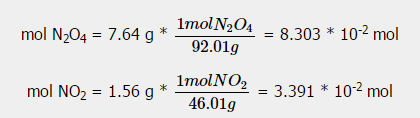 mol N₂O₄ = 7.64 g * 1molN₂O₄ / 92.01g = 8.303 * 10⁻² mol
mol NO₂ = 1.56 g * 1molNO₂ / 46.01g = 3.391 * 10⁻² mol